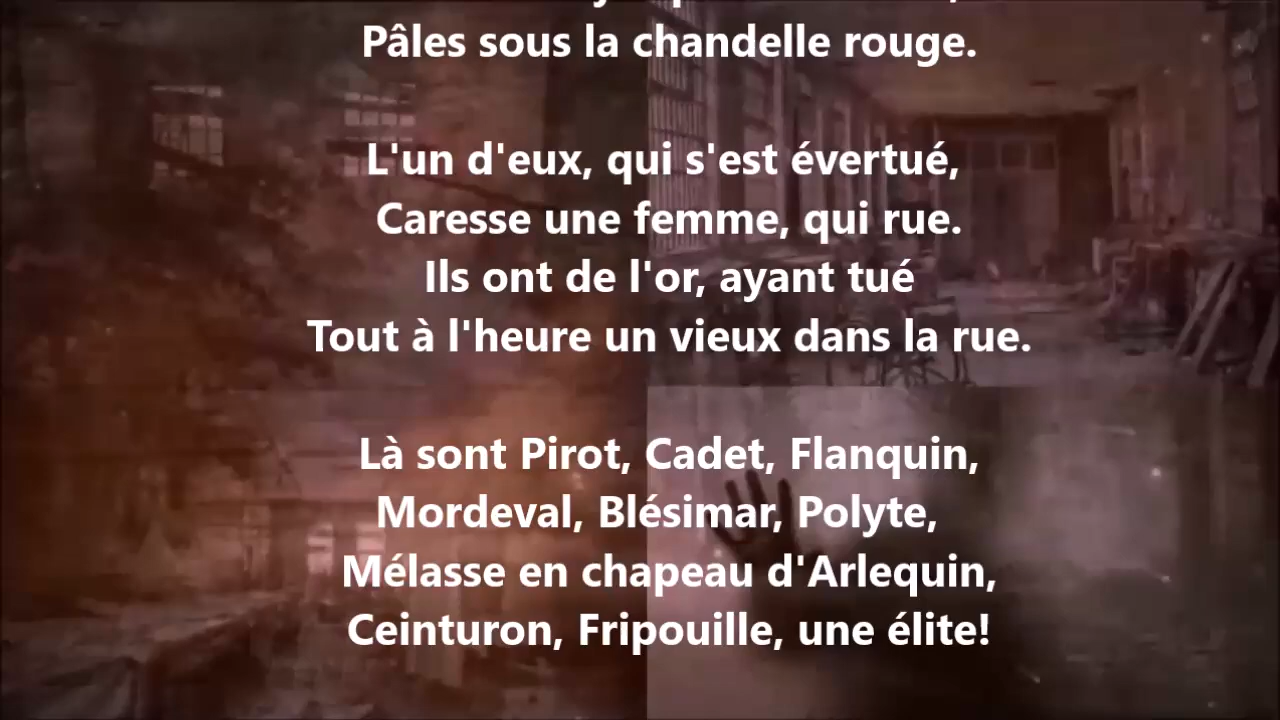 Pâles sous la chandelle rouge.
L'un d'eux, qui s'est évertué,
Caresse une femme, qui rue.
Ils ont de l'or, ayant tué
Tout à l'heure un vieux dans la rue.
Là sont Pirot, Cadet, Flanquin,
Mordeval, Blésimar, Polyte,
Mélasse en chapeau d'Arlequin,
Ceinturon, Fripouille, une élite!